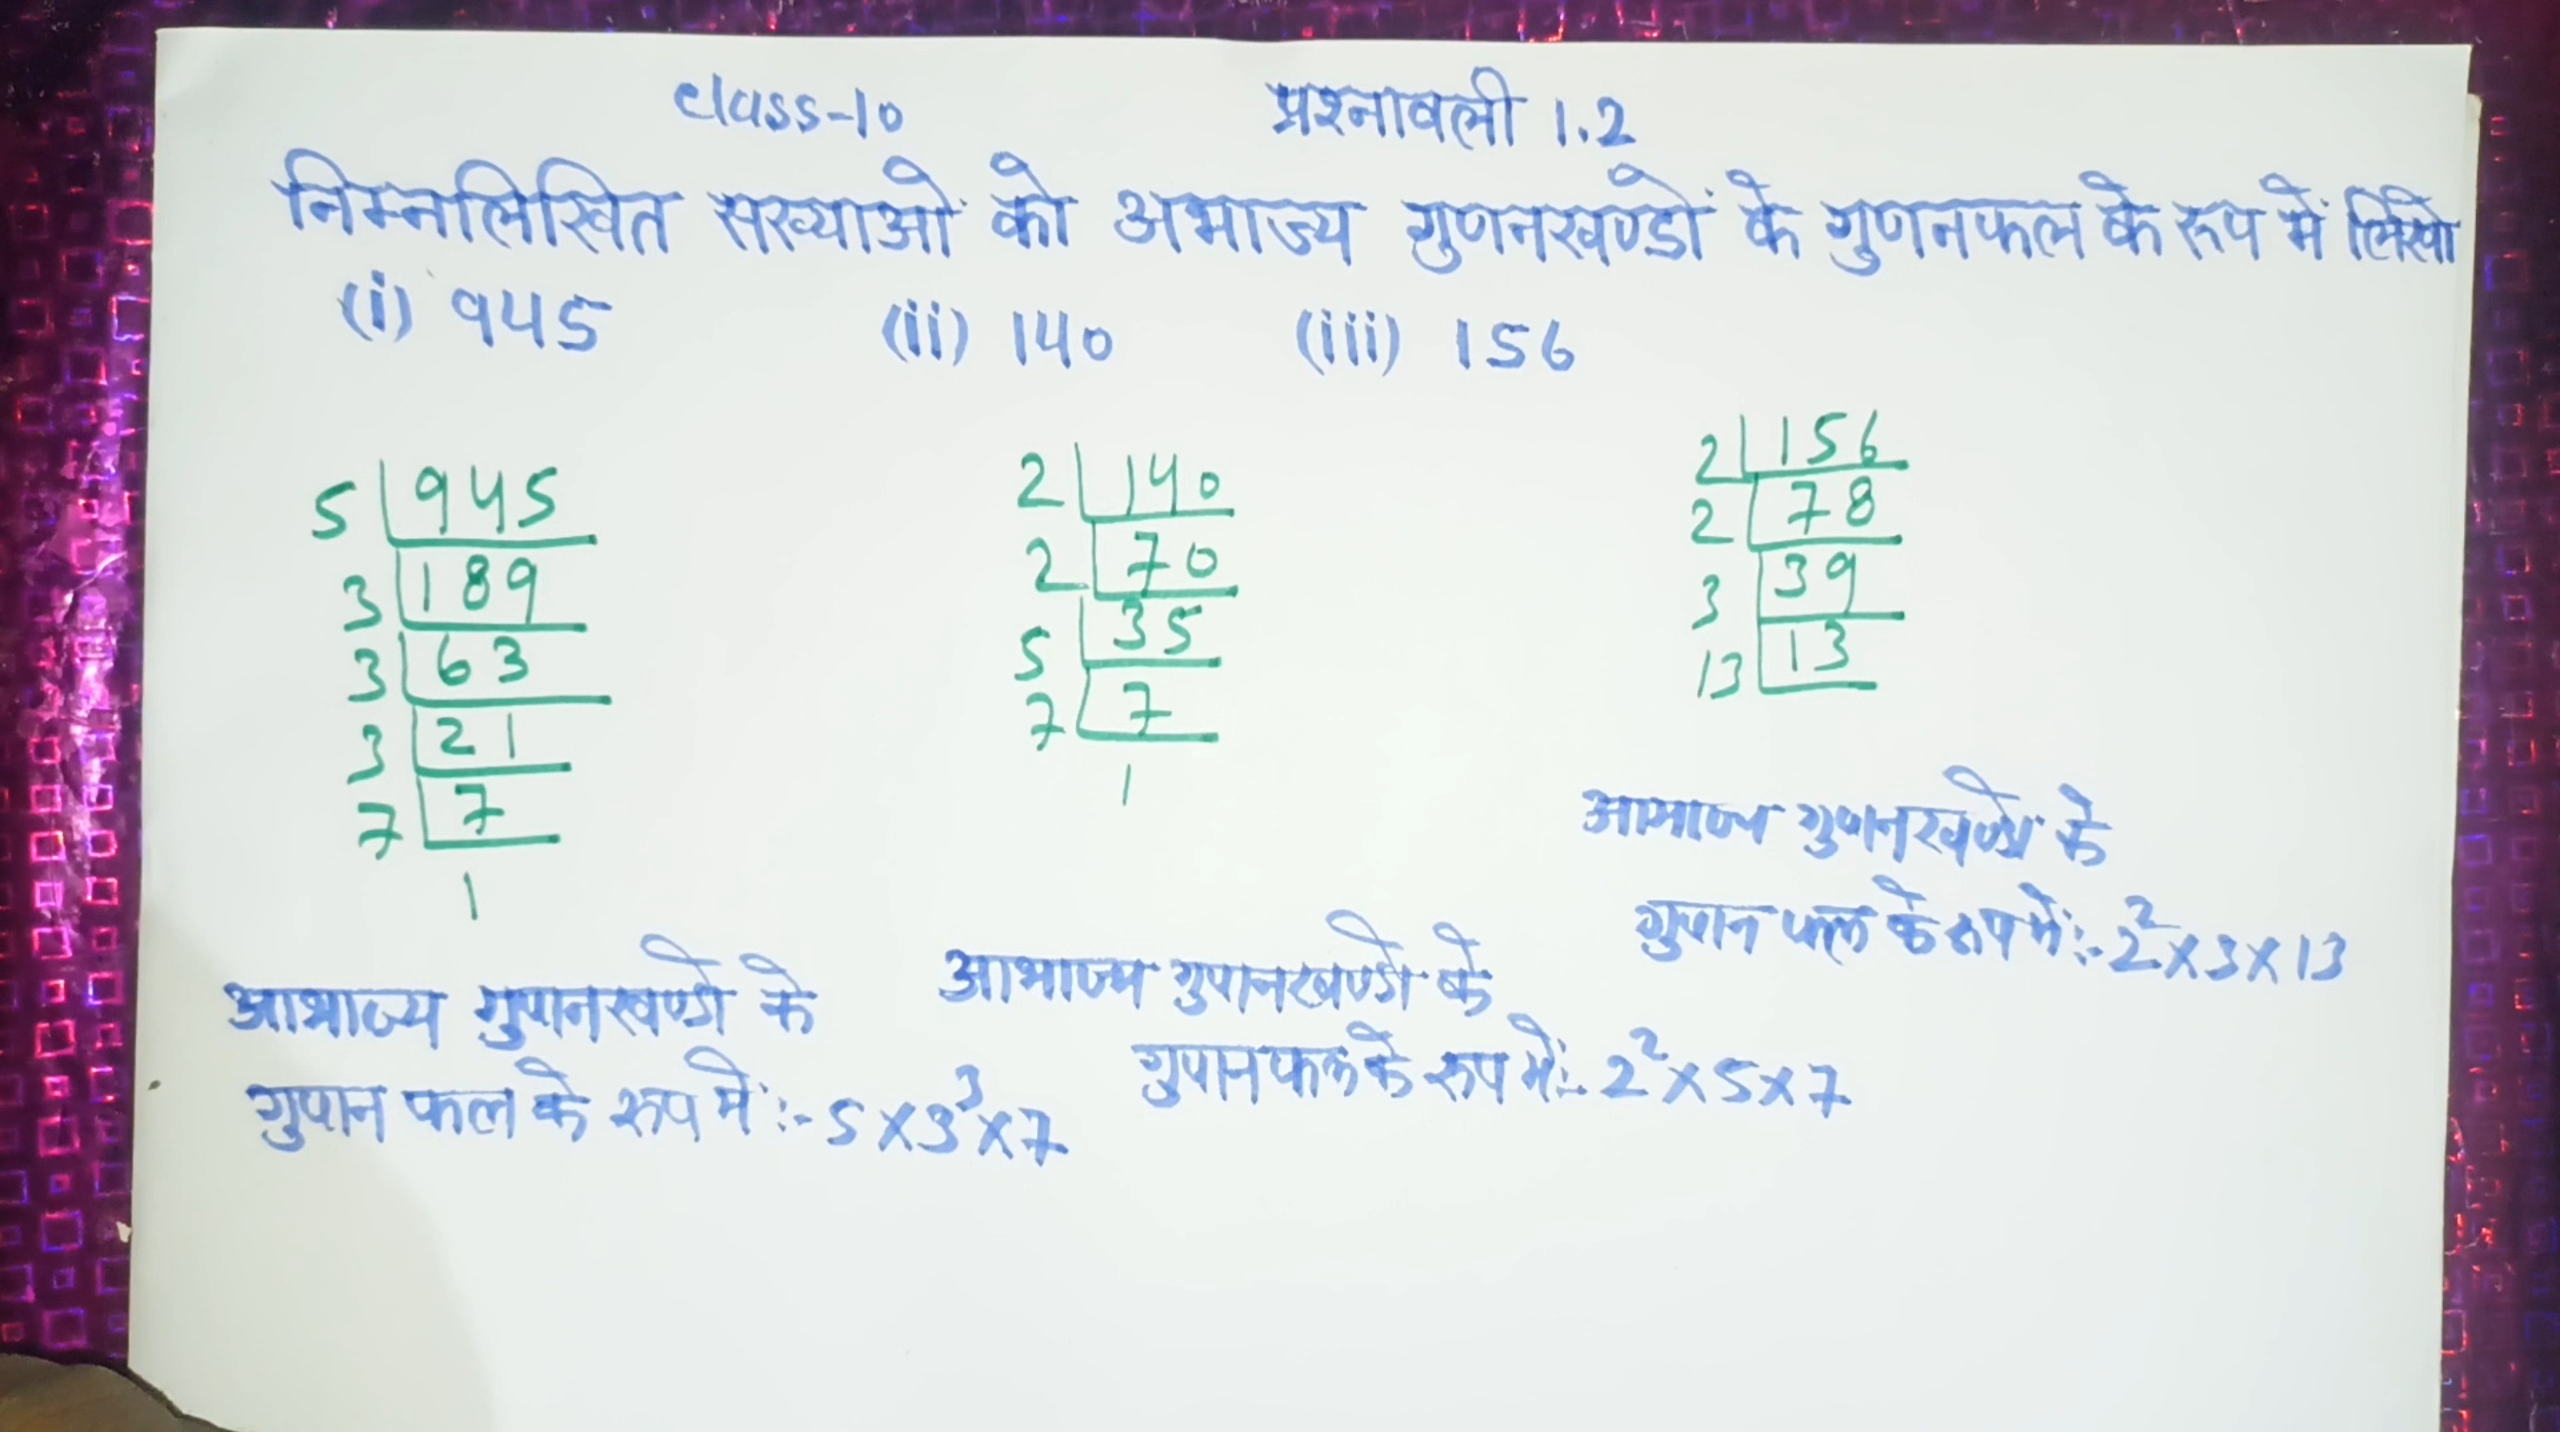 class-10 प्रश्नावली 1.2
निम्नलिखित सख्याओं को अभाज्य गुणनखण्डों के गुणनफल के रूप में लिखो
(i) 945 (ii) 140 (iii) 156
5 945
3 189
3 63
3 21
7 7
1
2 140
2 70
5 35
7 7
1
2 156
2 78
3 39
13 13
आभाज्य गुणनखण्डो के
गुणन फल के रूप में :- 5 × 3³ × 7
आभाज्य गुणनखण्डो के
गुणनफल के रूप में :- 2² × 5 × 7
आभाज्य गुणनखण्डो के
गुणन फल के रूप में :- 2² × 3 × 13